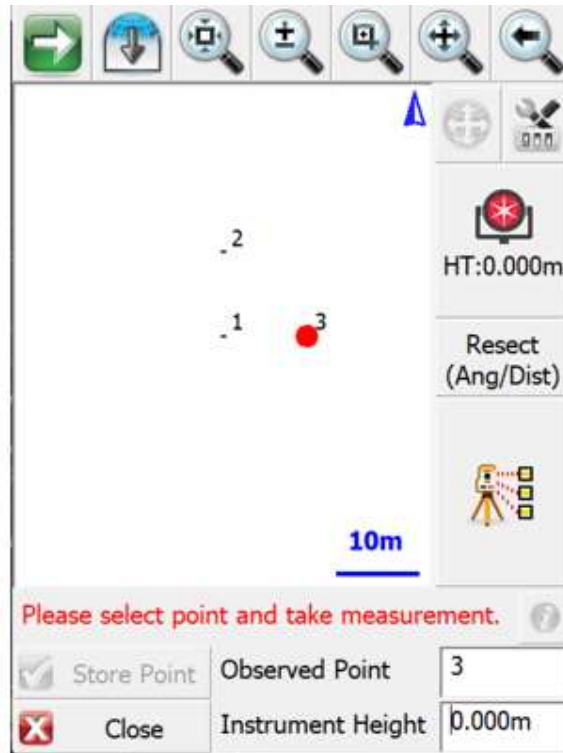 2
HT:0.000m
1
3
Resect
(Ang/Dist)
10m
Please select point and take measurement.
Store Point
Observed Point
3
Close
Instrument Height
0.000m